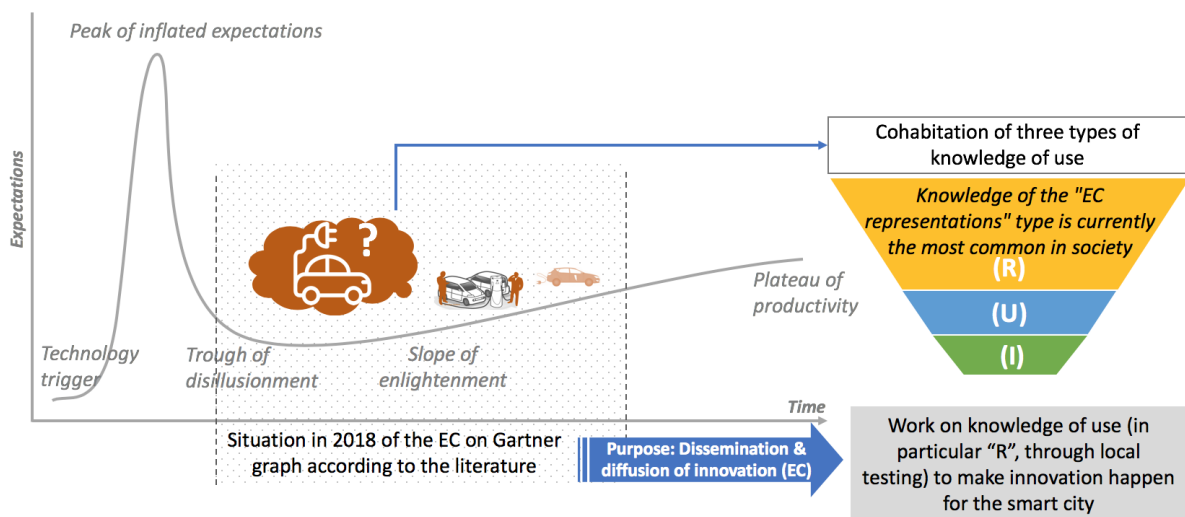 Peak of inflated expectations
Expectations
?
Cohabitation of three types of
knowledge of use
Knowledge of the "EC
representations" type is currently
the most common in society
(R)
(U)
(I)
Plateau of
productivity
Technology
trigger
Trough of
disillusionment
Slope of
enlightenment
Time
Situation in 2018 of the EC on Gartner
graph according to the literature
Purpose: Dissemination &
diffusion of innovation (EC)
Work on knowledge of use (in
particular “R”, through local
testing) to make innovation happen
for the smart city